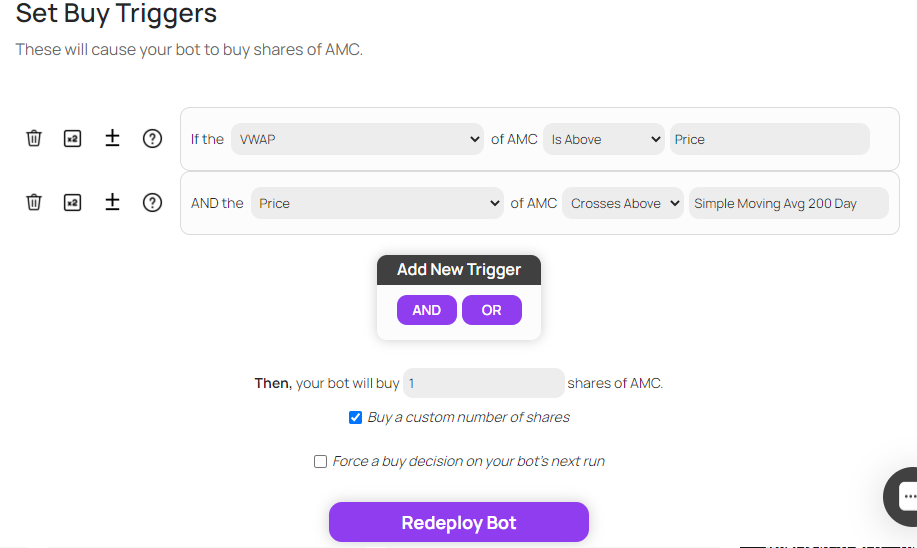 Set Buy Triggers
These will cause your bot to buy shares of AMC.
x2 ? If the VWAP of AMC Is Above Price
x2 ? AND the Price of AMC Crosses Above Simple Moving Avg 200 Day
Add New Trigger
AND OR
Then, your bot will buy 1 shares of AMC.
Buy a custom number of shares
Force a buy decision on your bot's next run
Redeploy Bot